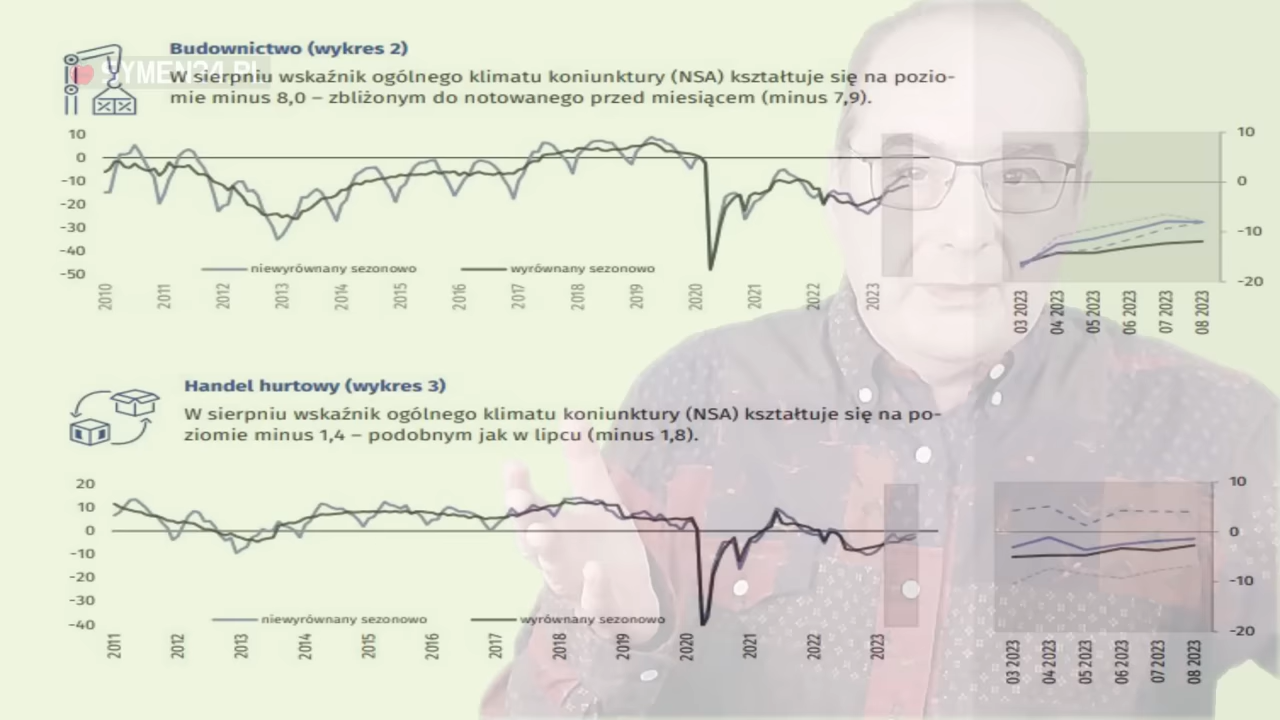 Budownictwo (wykres 2)
SYMEN24.PL
W sierpniu wskaźnik ogólnego klimatu koniunktury (NSA) kształtuje się na pozio-
mie minus 8,0 – zbliżonym do notowanego przed miesiącem (minus 7,9).
10
0
-10
-20
-30
-40
-50
niewyrównany sezonowo
wyrównany sezonowo
2010 2011 2012 2013 2014 2015 2016 2017 2018 2019 2020 2021 2022 2023
10
0
-10
-20
03 2023 04 2023 05 2023 06 2023 07 2023 08 2023
Handel hurtowy (wykres 3)
W sierpniu wskaźnik ogólnego klimatu koniunktury (NSA) kształtuje się na po-
ziomie minus 1,4 – podobnym jak w lipcu (minus 1,8).
20
10
0
-10
-20
-30
-40
niewyrównany sezonowo
wyrównany sezonowo
2011 2012 2013 2014 2015 2016 2017 2018 2019 2020 2021 2022 2023
10
0
-10
-20
03 2023 04 2023 05 2023 06 2023 07 2023 08 2023